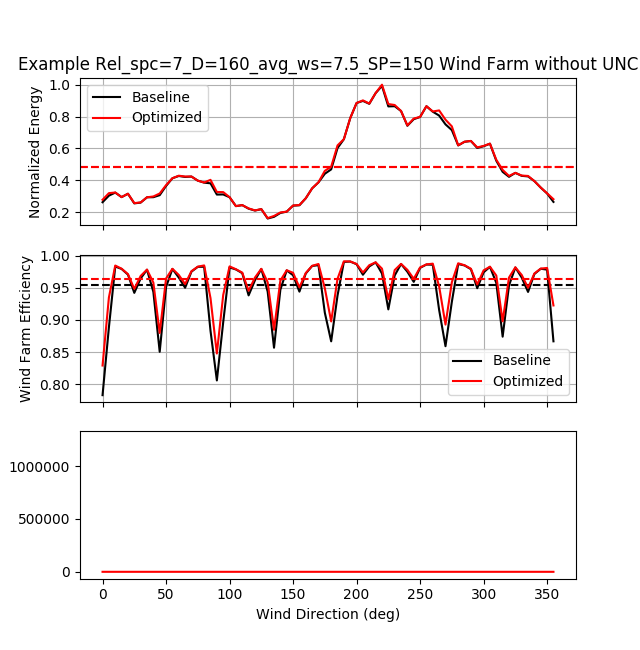 Example Rel_spc=7_D=160_avg_ws=7.5_SP=150 Wind Farm without UNC
Normalized Energy
1.0
0.8
0.6
0.4
0.2
Baseline
Optimized
Wind Farm Efficiency
1.00
0.95
0.90
0.85
0.80
Baseline
Optimized
1000000
500000
0
0 50 100 150 200 250 300 350
Wind Direction (deg)